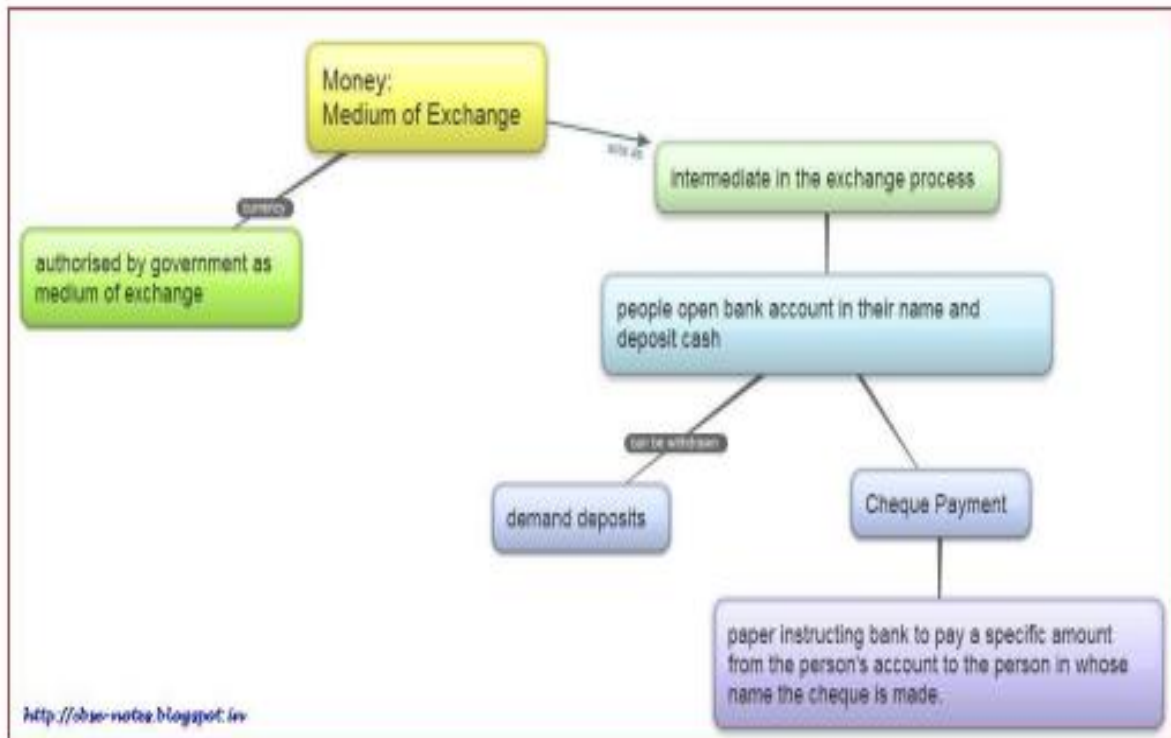 Money:
Medium of Exchange
acts as
intermediate in the exchange process
currency
authorised by government as
medium of exchange
people open bank account in their name and
deposit cash
can be withdrawn
demand deposits
Cheque Payment
paper instructing bank to pay a specific amount
from the person's account to the person in whose
name the cheque is made.
http://cbse-notes.blogspot.in